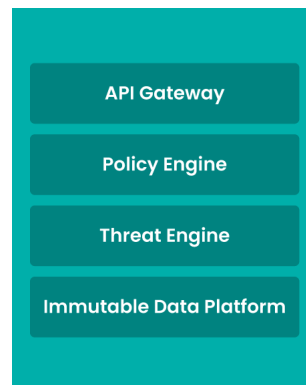 API Gateway
Policy Engine
Threat Engine
Immutable Data Platform